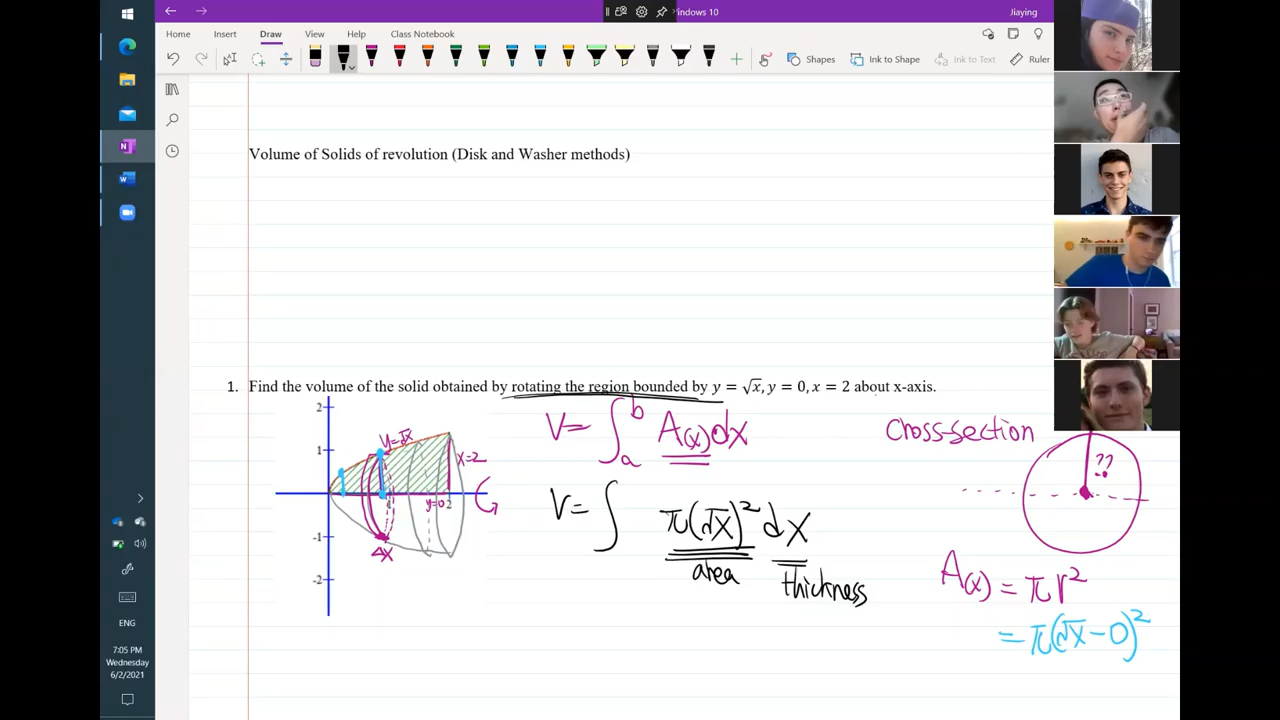 ndows 10
Jiaying
Home Insert Draw View Class Notebook
Shapes Ink to Shape Ink to Text Ruler
Volume of Solids of revolution (Disk and Washer methods)
1. Find the volume of the solid obtained by rotating the region bounded by y = √x, y = 0, x = 2 about x-axis.
2
1
-1
-2
y=√x
x=2
y=0 2
Δx
V= ∫ₐᵇ A(x)dx
V= ∫ π(√x)² dx
area
thickness
Cross-section
??
A(x) = πr²
= π(√x-0)²
ENG
7:05 PM
Wednesday
6/2/2021